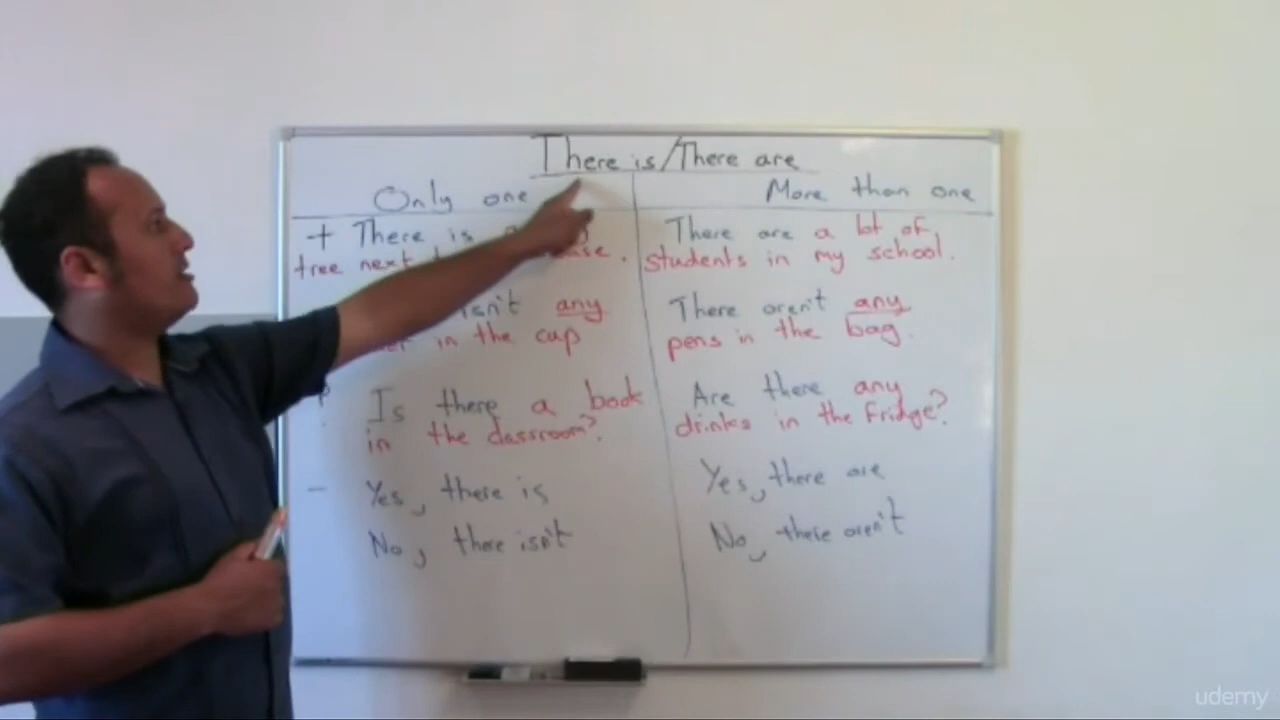 There is/There are
Only one
More than one
+ There is a
tree next
There are a lot of
students in my school.
isn't any
in the cup
There aren't any
pens in the bag.
? Is there a book
in the classroom?
Are there any
drinks in the fridge?
- Yes, there is
No, there isn't
Yes, there are
No, there aren't
udemy